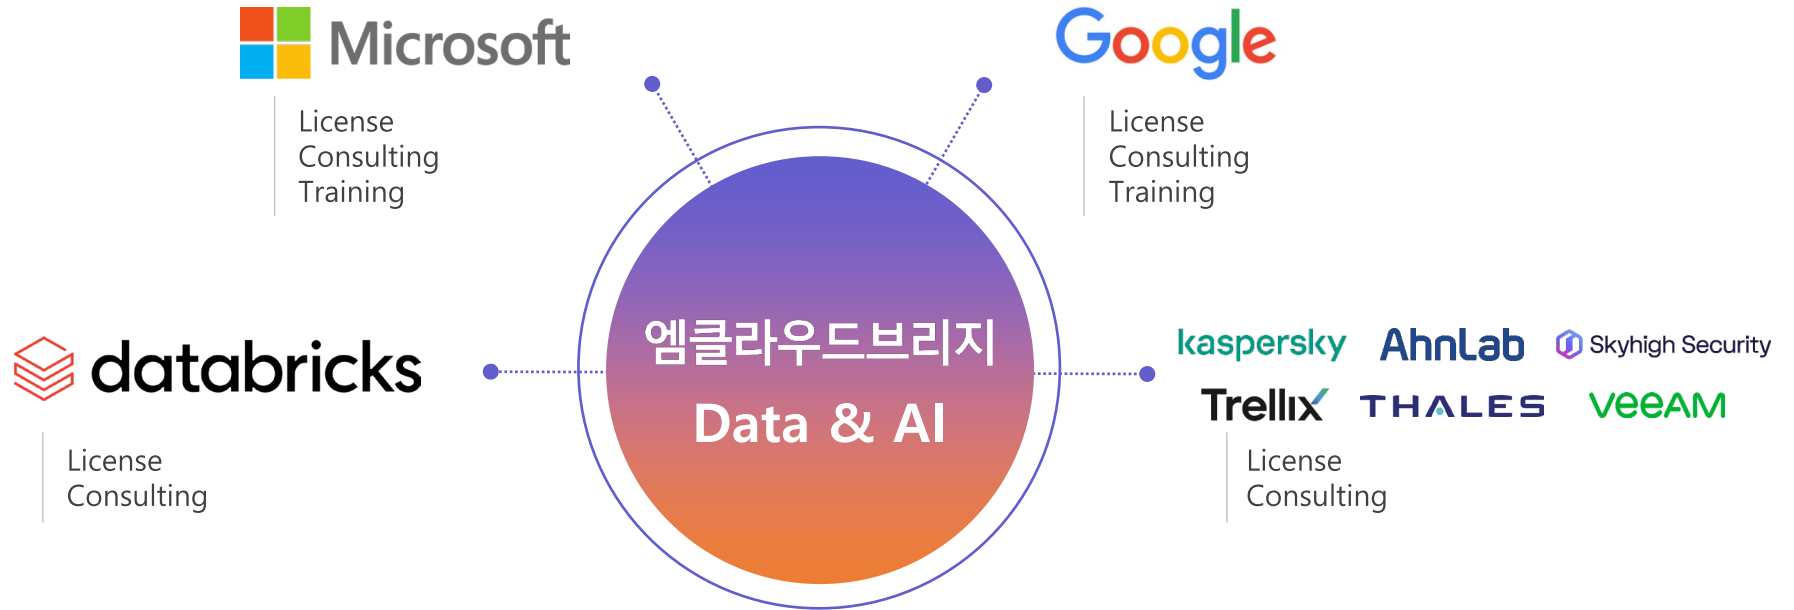 Microsoft
License
Consulting
Training
Google
License
Consulting
Training
databricks
License
Consulting
엠클라우드브리지
Data & AI
kaspersky AhnLab Skyhigh Security
Trellix THALES veeAM
License
Consulting